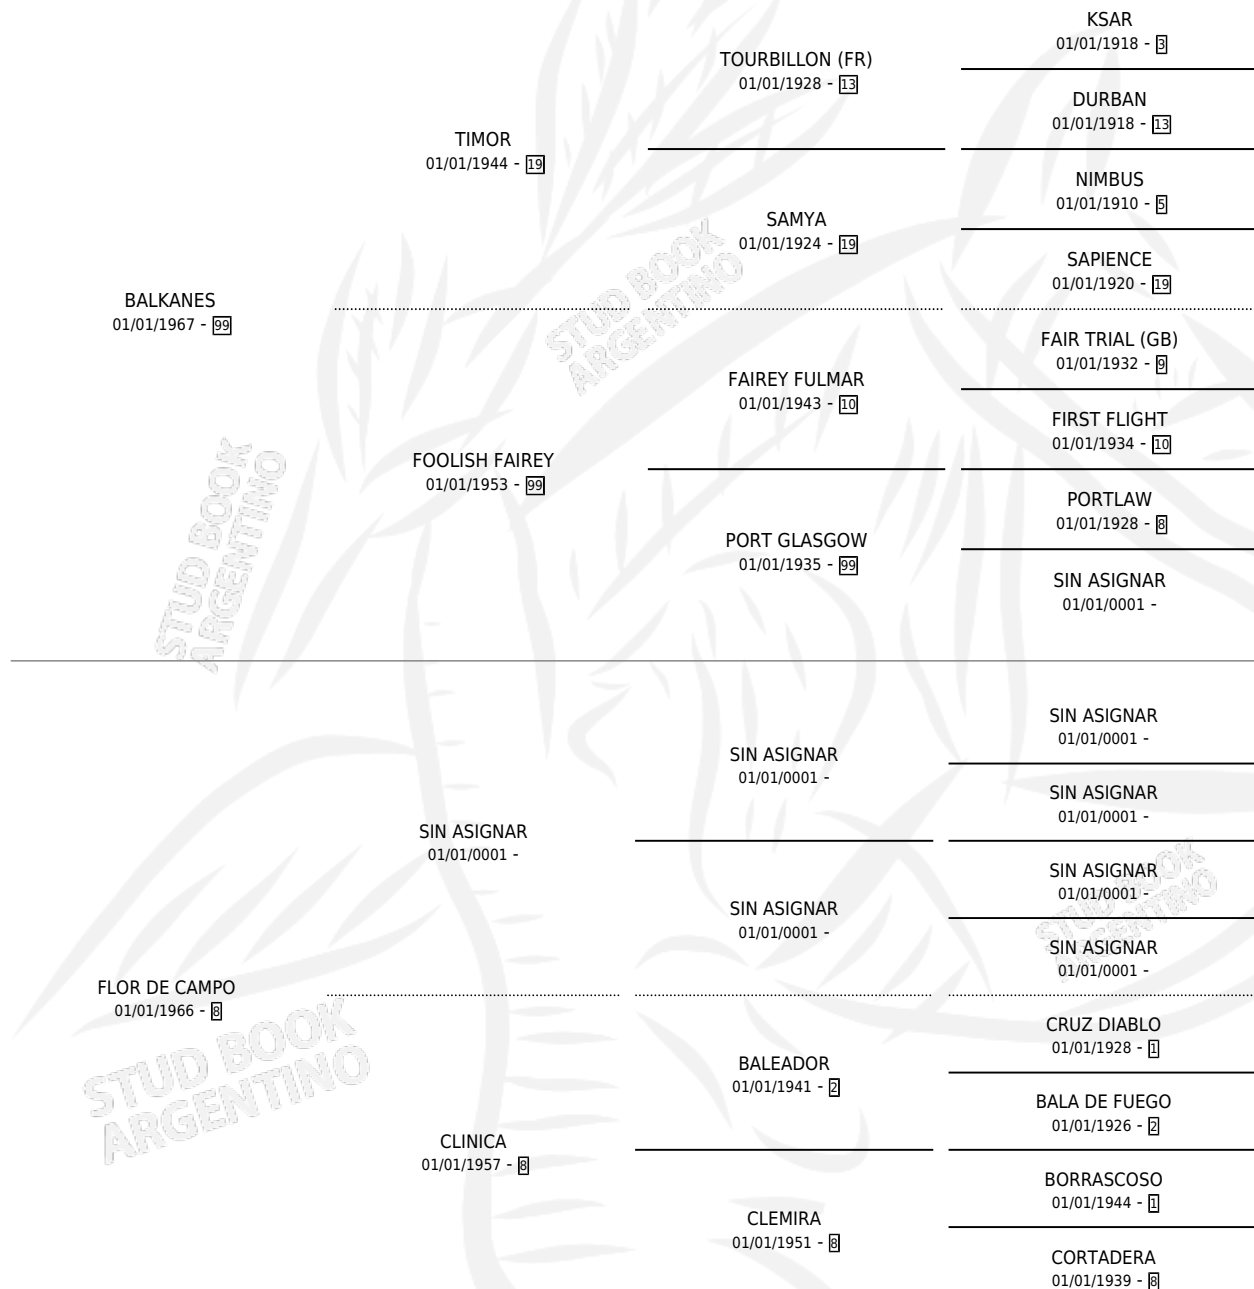 KSAR
01/01/1918 - 3
TOURBILLON (FR)
01/01/1928 - 13
DURBAN
01/01/1918 - 13
TIMOR
01/01/1944 - 19
NIMBUS
01/01/1910 - 5
SAMYA
01/01/1924 - 19
SAPIENCE
01/01/1920 - 19
BALKANES
01/01/1967 - 99
FAIR TRIAL (GB)
01/01/1932 - 9
FAIREY FULMAR
01/01/1943 - 10
FIRST FLIGHT
01/01/1934 - 10
FOOLISH FAIREY
01/01/1953 - 99
PORTLAW
01/01/1928 - 8
PORT GLASGOW
01/01/1935 - 99
SIN ASIGNAR
01/01/0001 -
STUD BOOK
ARGENTINO
STUD BOOK
ARGENTINO
SIN ASIGNAR
01/01/0001 -
SIN ASIGNAR
01/01/0001 -
SIN ASIGNAR
01/01/0001 -
SIN ASIGNAR
01/01/0001 -
SIN ASIGNAR
01/01/0001 -
SIN ASIGNAR
01/01/0001 -
SIN ASIGNAR
01/01/0001 -
STUD BOOK
ARGENTINO
FLOR DE CAMPO
01/01/1966 - 8
STUD BOOK
ARGENTINO
CRUZ DIABLO
01/01/1928 - 1
BALEADOR
01/01/1941 - 2
BALA DE FUEGO
01/01/1926 - 2
CLINICA
01/01/1957 - 8
BORRASCOSO
01/01/1944 - 1
CLEMIRA
01/01/1951 - 8
CORTADERA
01/01/1939 - 8